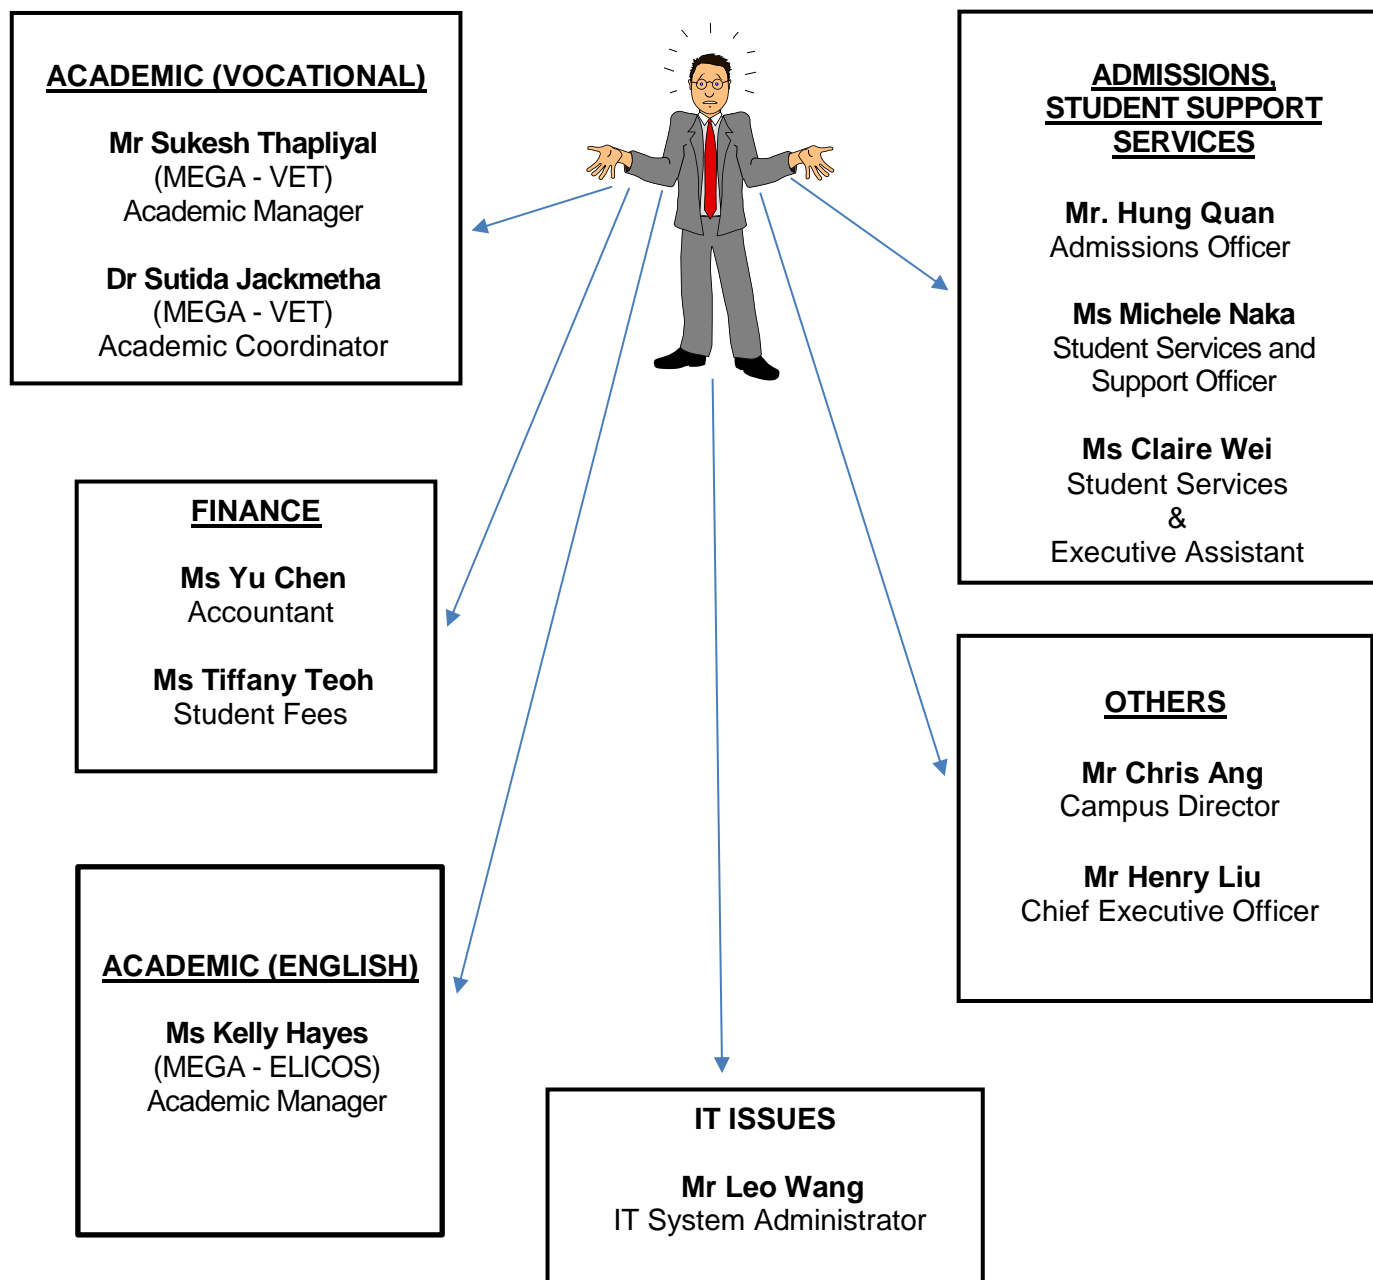 ACADEMIC (VOCATIONAL)
Mr Sukesh Thapliyal
(MEGA - VET)
Academic Manager
Dr Sutida Jackmetha
(MEGA - VET)
Academic Coordinator
ADMISSIONS,
STUDENT SUPPORT
SERVICES
Mr. Hung Quan
Admissions Officer
Ms Michele Naka
Student Services and
Support Officer
Ms Claire Wei
Student Services
&
Executive Assistant
FINANCE
Ms Yu Chen
Accountant
Ms Tiffany Teoh
Student Fees
OTHERS
Mr Chris Ang
Campus Director
Mr Henry Liu
Chief Executive Officer
ACADEMIC (ENGLISH)
Ms Kelly Hayes
(MEGA - ELICOS)
Academic Manager
IT ISSUES
Mr Leo Wang
IT System Administrator